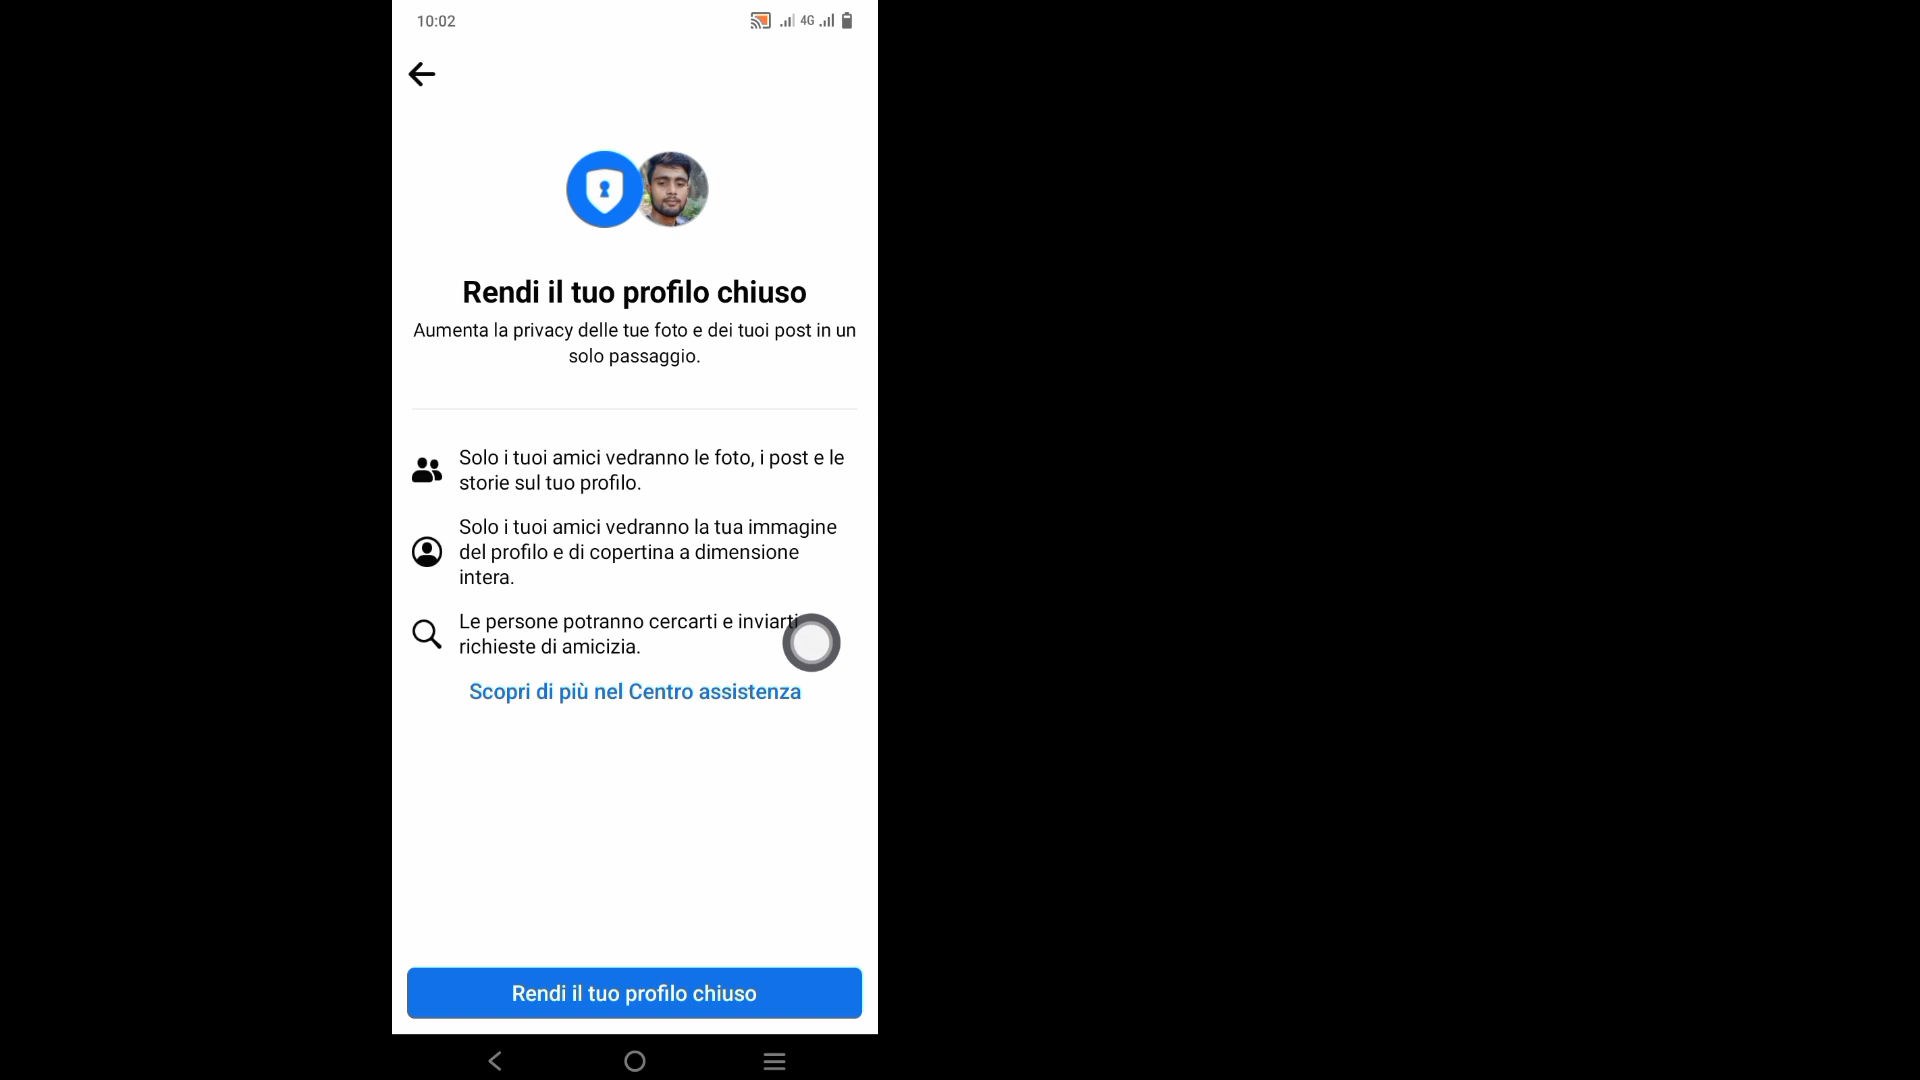 10:02
4G
Rendi il tuo profilo chiuso
Aumenta la privacy delle tue foto e dei tuoi post in un
solo passaggio.
Solo i tuoi amici vedranno le foto, i post e le
storie sul tuo profilo.
Solo i tuoi amici vedranno la tua immagine
del profilo e di copertina a dimensione
intera.
Le persone potranno cercarti e inviarti
richieste di amicizia.
Scopri di più nel Centro assistenza
Rendi il tuo profilo chiuso